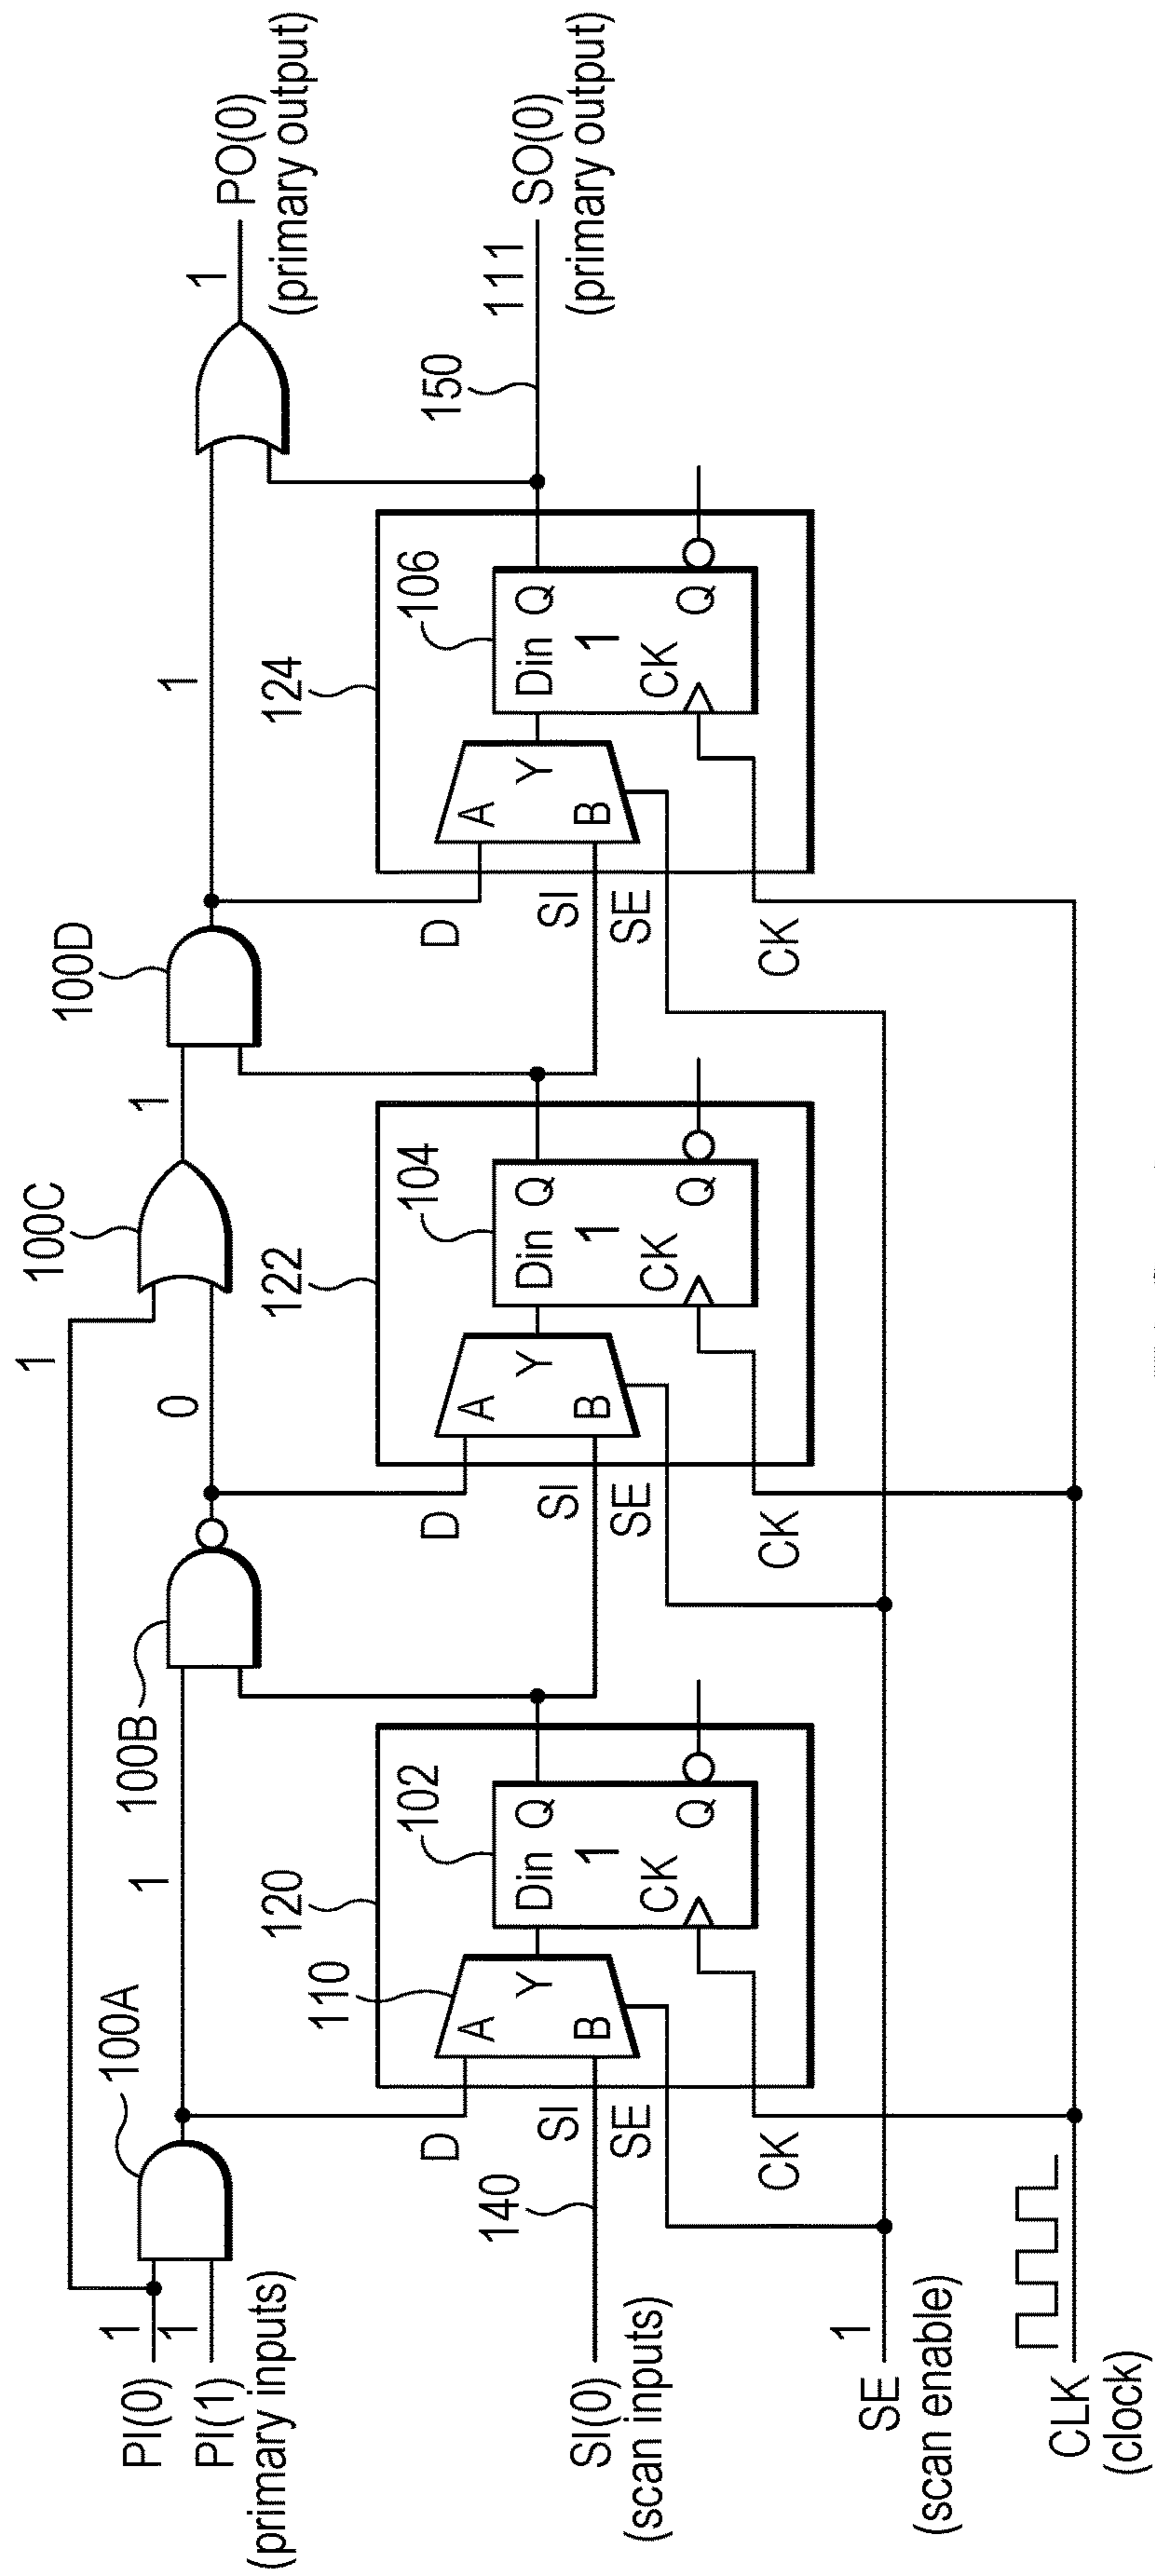 1
100C
100D
100A
1
100B
1
PI(0)
1
PI(1)
1
(primary inputs)
0
1
1
PO(0)
(primary output)
120
122
124
110
102
104
106
150
A
Y
B
Din
Q
1
CK
Q
A
Y
B
Din
Q
1
CK
Q
A
Y
B
Din
Q
1
CK
Q
D
SI
SE
CK
D
SI
SE
CK
D
SI
SE
CK
140
111
SO(0)
(primary output)
SI(0)
(scan inputs)
1
SE
(scan enable)
CLK
(clock)